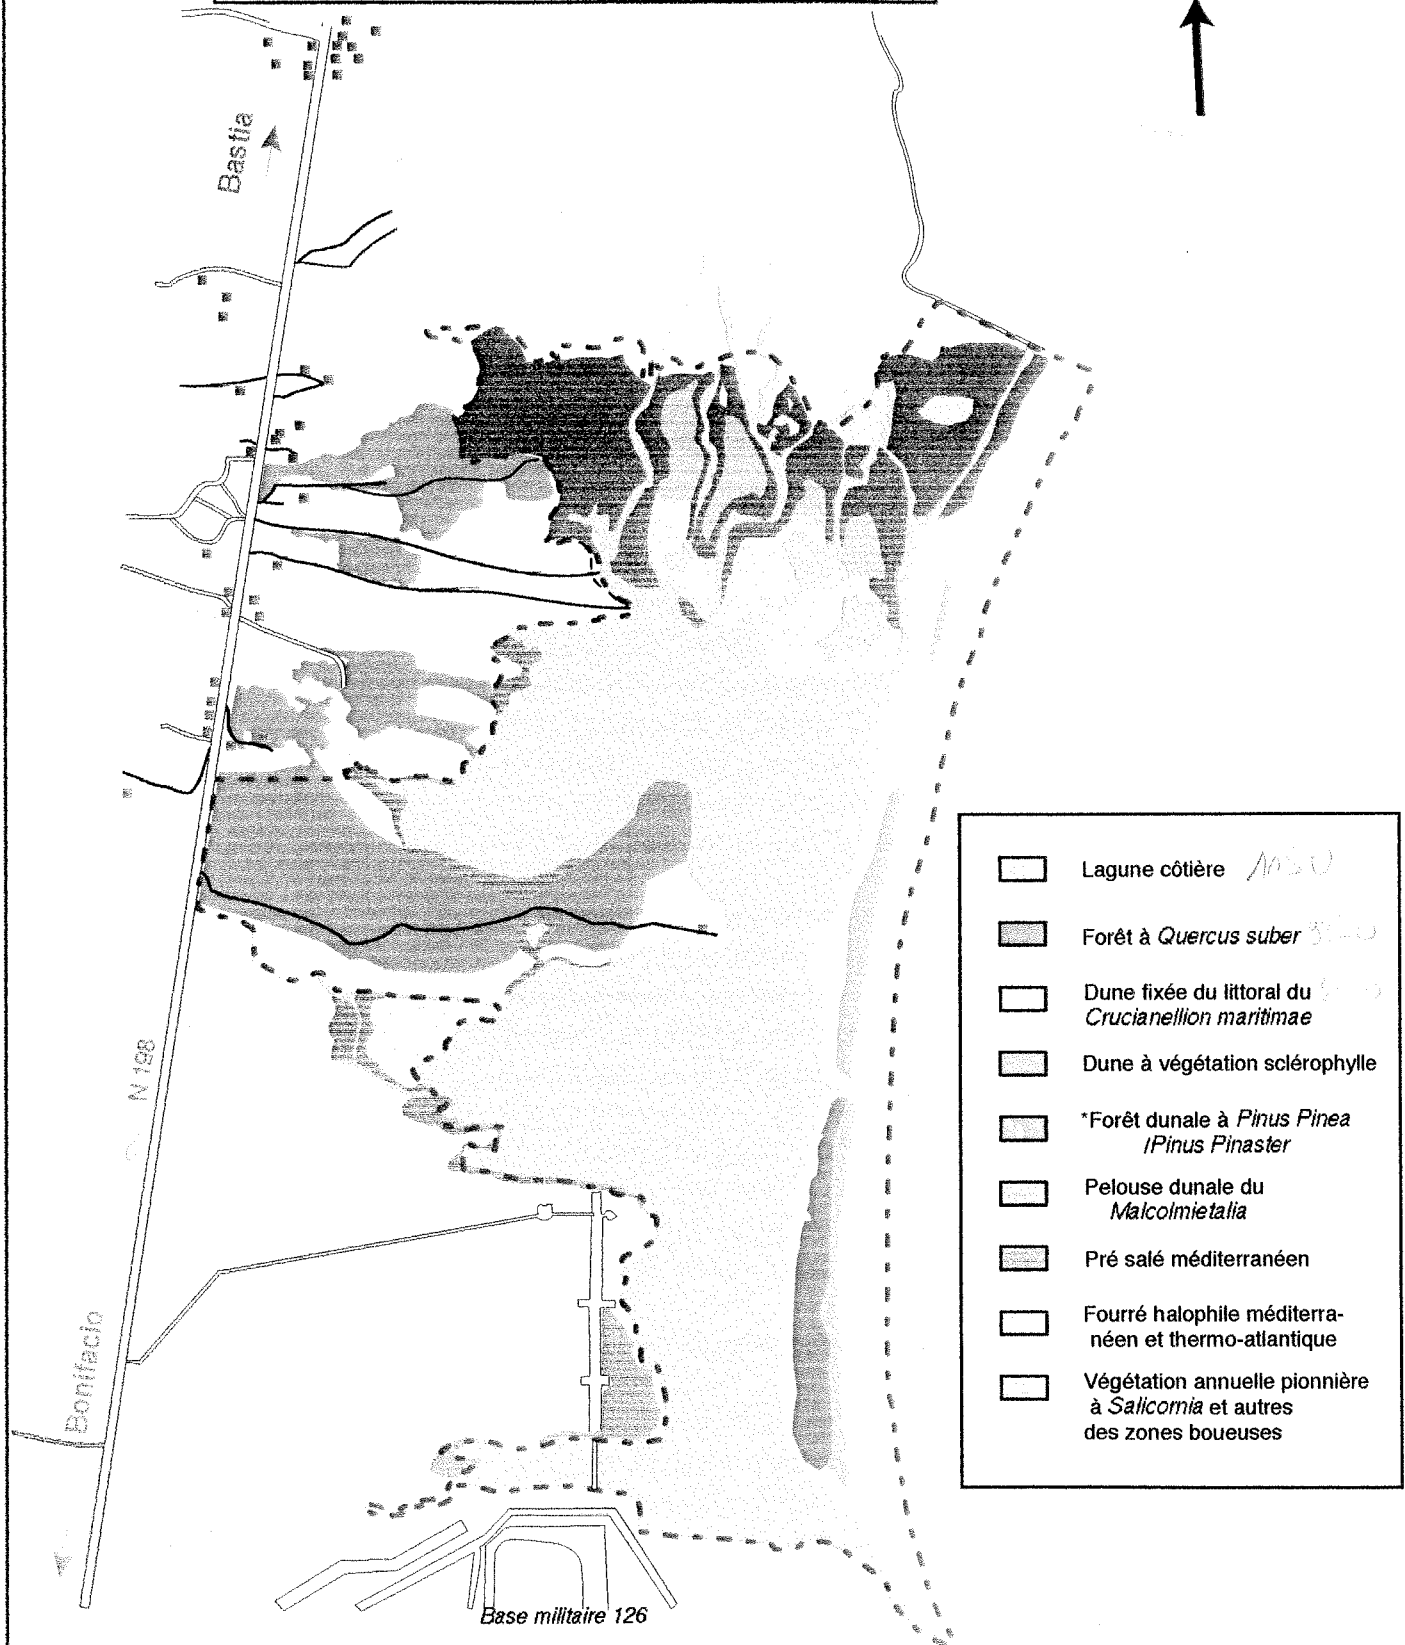 Bastia
N 198
Bonifacio
Base militaire 126
Lagune côtière
Forêt à Quercus suber
Dune fixée du littoral du
Crucianellion maritimae
Dune à végétation sclérophylle
*Forêt dunale à Pinus Pinea
/Pinus Pinaster
Pelouse dunale du
Malcolmietalia
Pré salé méditerranéen
Fourré halophile méditerra-
néen et thermo-atlantique
Végétation annuelle pionnière
à Salicornia et autres
des zones boueuses